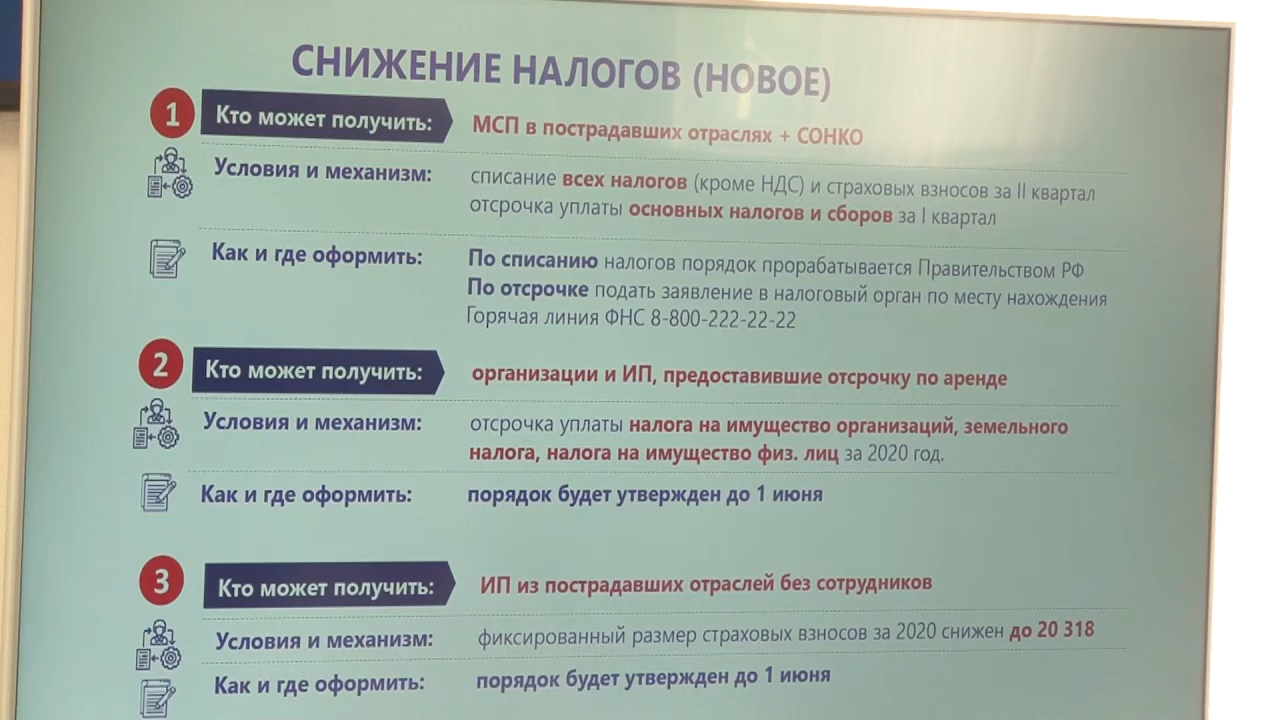 СНИЖЕНИЕ НАЛОГОВ (НОВОЕ)
1 Кто может получить: МСП в пострадавших отраслях + СОНКО
Условия и механизм: списание всех налогов (кроме НДС) и страховых взносов за II квартал
отсрочка уплаты основных налогов и сборов за I квартал
Как и где оформить: По списанию налогов порядок прорабатывается Правительством РФ
По отсрочке подать заявление в налоговый орган по месту нахождения
Горячая линия ФНС 8-800-222-22-22
2 Кто может получить: организации и ИП, предоставившие отсрочку по аренде
Условия и механизм: отсрочка уплаты налога на имущество организаций, земельного
налога, налога на имущество физ. лиц за 2020 год.
Как и где оформить: порядок будет утвержден до 1 июня
3 Кто может получить: ИП из пострадавших отраслей без сотрудников
Условия и механизм: фиксированный размер страховых взносов за 2020 снижен до 20 318
Как и где оформить: порядок будет утвержден до 1 июня